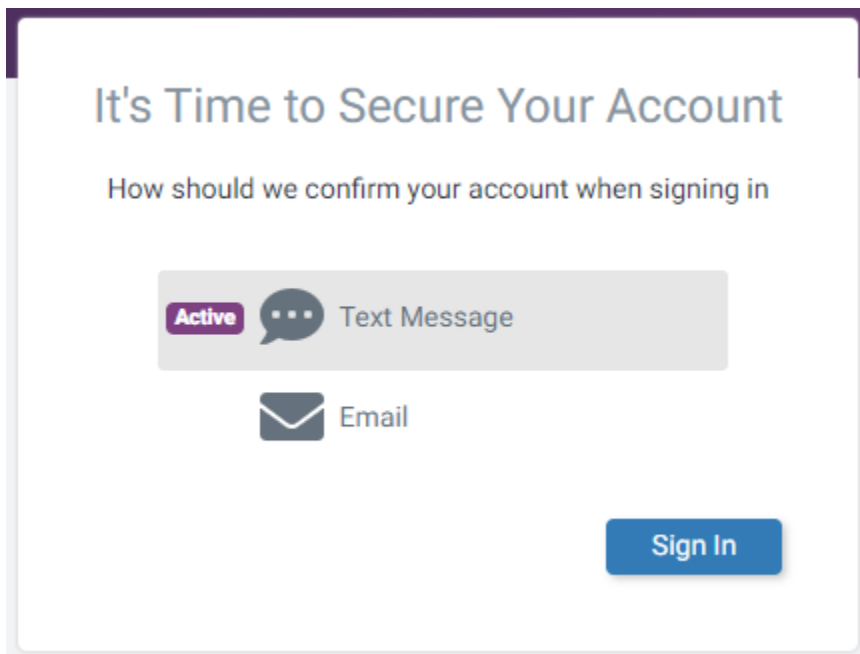 It's Time to Secure Your Account
How should we confirm your account when signing in
Active Text Message
Email
Sign In